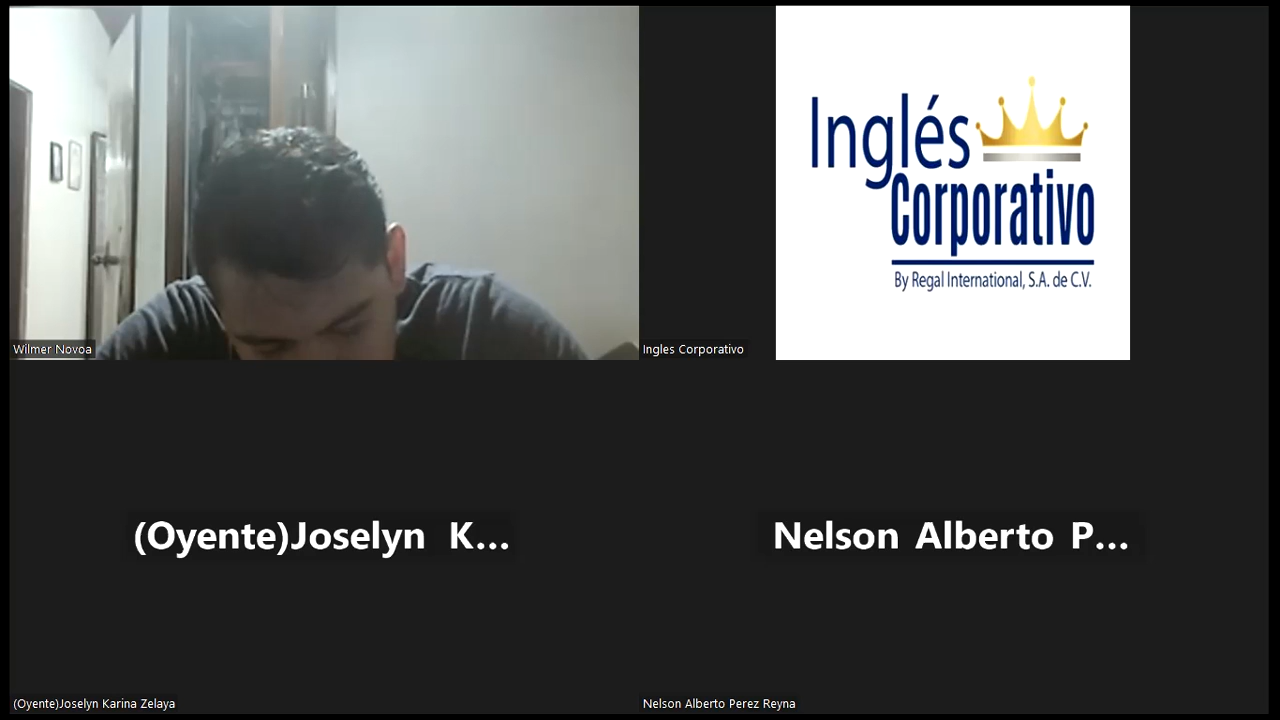 Inglés
Corporativo
By Regal International, S.A. de C.V.
Wilmer Novoa
Ingles Corporativo
(Oyente)Joselyn K...
Nelson Alberto P...
(Oyente)Joselyn Karina Zelaya
Nelson Alberto Perez Reyna